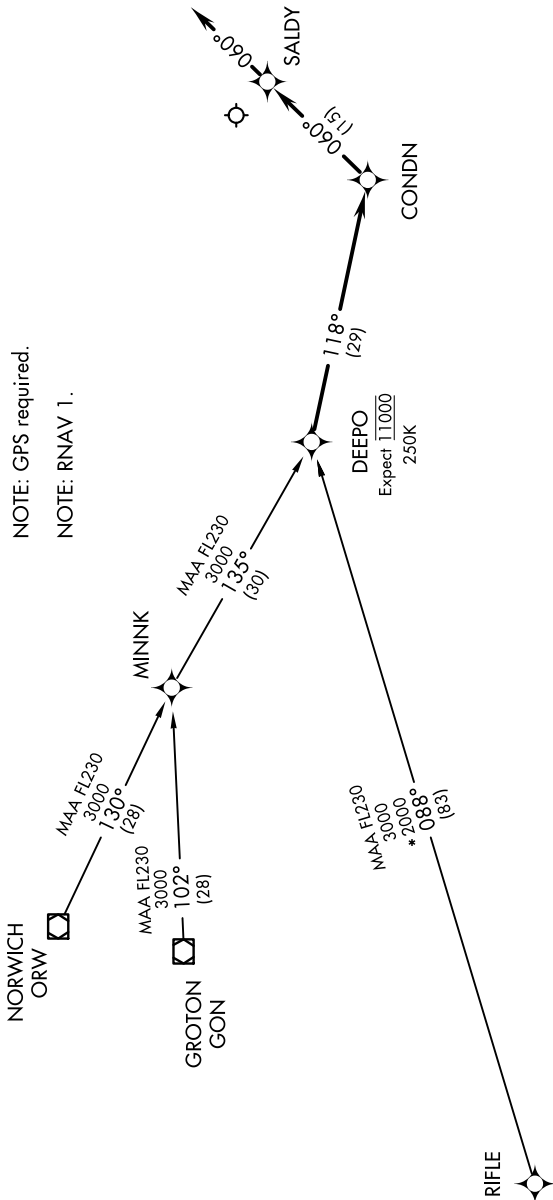 NOTE: GPS required.
NOTE: RNAV 1.
NORWICH
ORW
MAA FL230
3000
130°
(28)
GROTON
GON
MAA FL230
3000
102°
(28)
MINNK
MAA FL230
3000
135°
(30)
RIFLE
MAA FL230
3000
* 2000
088°
(83)
DEEPO
Expect 11000
250K
118°
(29)
CONDN
060°
(15)
SALDY
060°